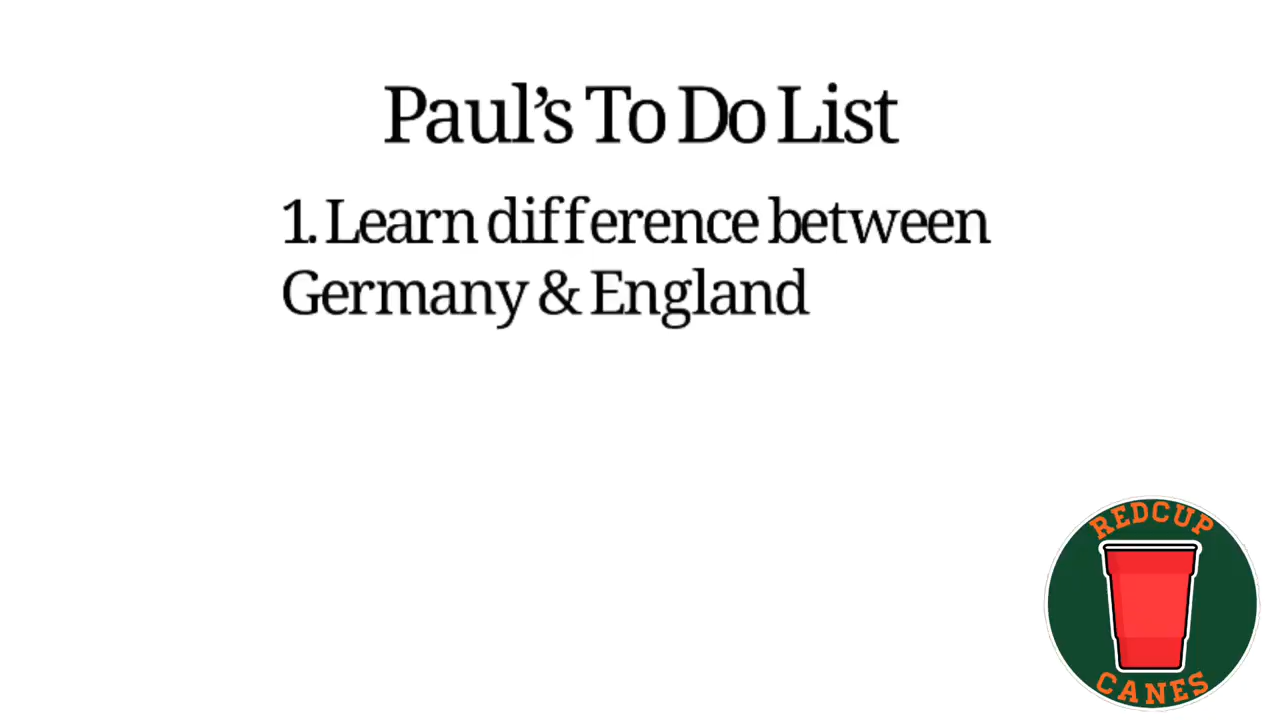 Paul's To Do List
1. Learn difference between
Germany & England
REDCUP
CANES